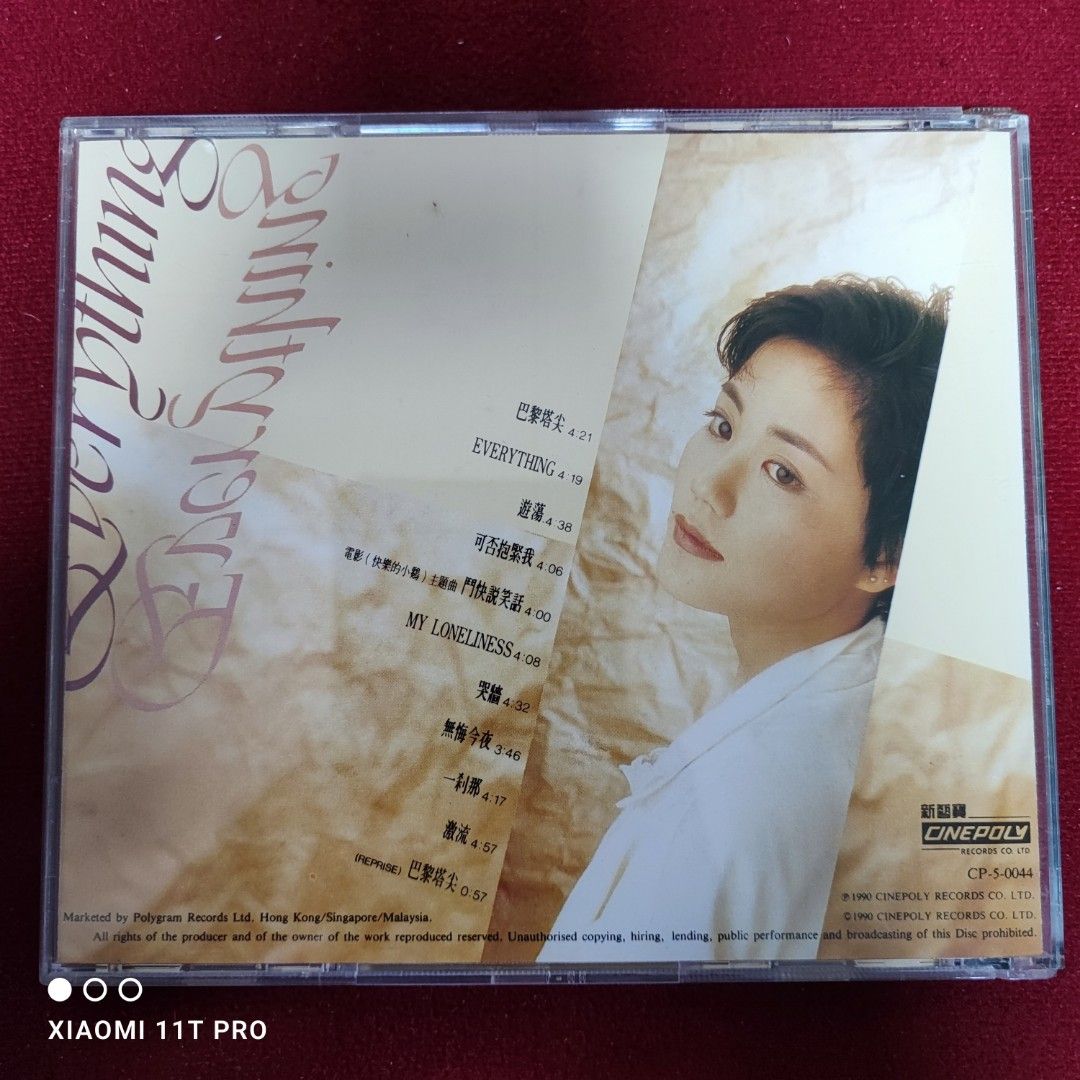 Everything
Everything
巴黎塔尖 4:21
EVERYTHING 4:19
遊蕩 4:38
可否抱緊我 4:06
電影(快樂的小鷄)主題曲 鬥快説笑話 4:00
MY LONELINESS 4:08
哭牆 4:32
無悔今夜 3:46
一刹那 4:17
激流 4:57
(REPRISE) 巴黎塔尖 0:57
新藝寶
CINEPOLY
RECORDS CO. LTD.
CP-5-0044
℗1990 CINEPOLY RECORDS CO. LTD.
©1990 CINEPOLY RECORDS CO. LTD.
Marketed by Polygram Records Ltd, Hong Kong/Singapore/Malaysia.
All rights of the producer and of the owner of the work reproduced reserved. Unauthorised copying, hiring, lending, public performance and broadcasting of this Disc prohibited.
XIAOMI 11T PRO